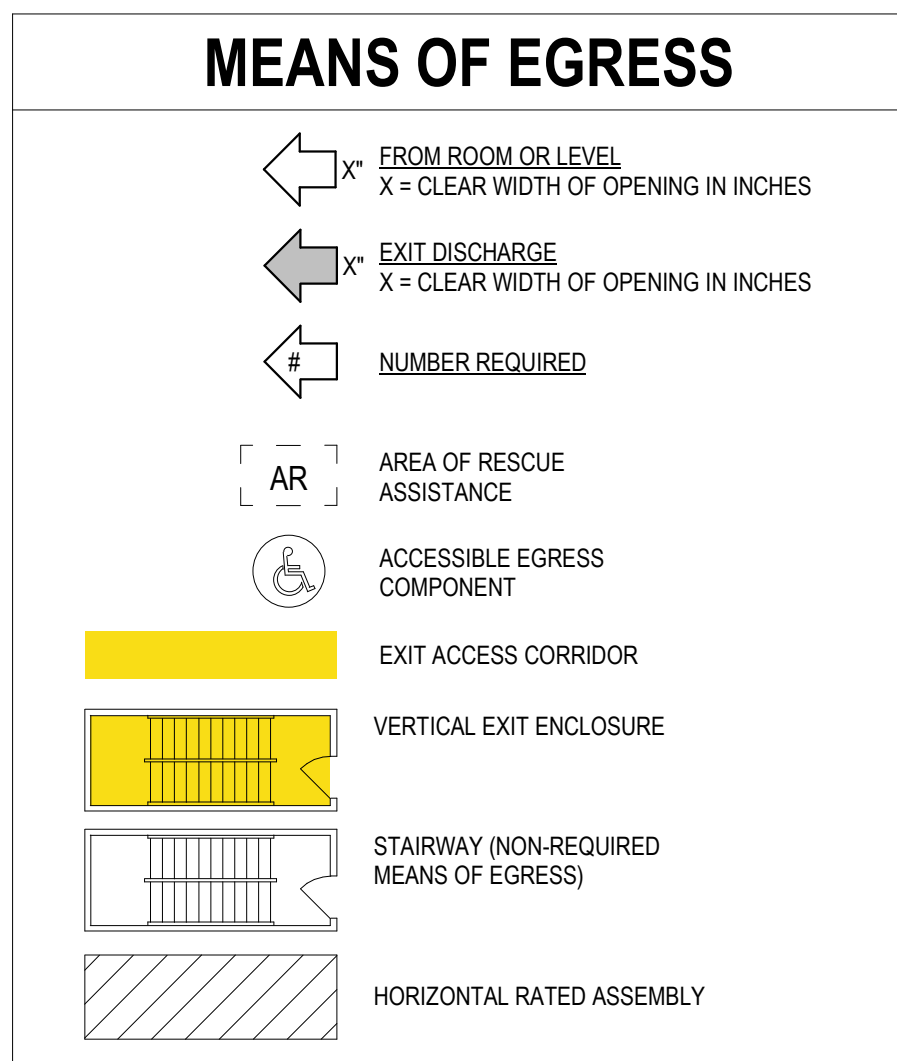 MEANS OF EGRESS
X" FROM ROOM OR LEVEL
X = CLEAR WIDTH OF OPENING IN INCHES
X" EXIT DISCHARGE
X = CLEAR WIDTH OF OPENING IN INCHES
# NUMBER REQUIRED
AR
AREA OF RESCUE
ASSISTANCE
ACCESSIBLE EGRESS
COMPONENT
EXIT ACCESS CORRIDOR
VERTICAL EXIT ENCLOSURE
STAIRWAY (NON-REQUIRED
MEANS OF EGRESS)
HORIZONTAL RATED ASSEMBLY